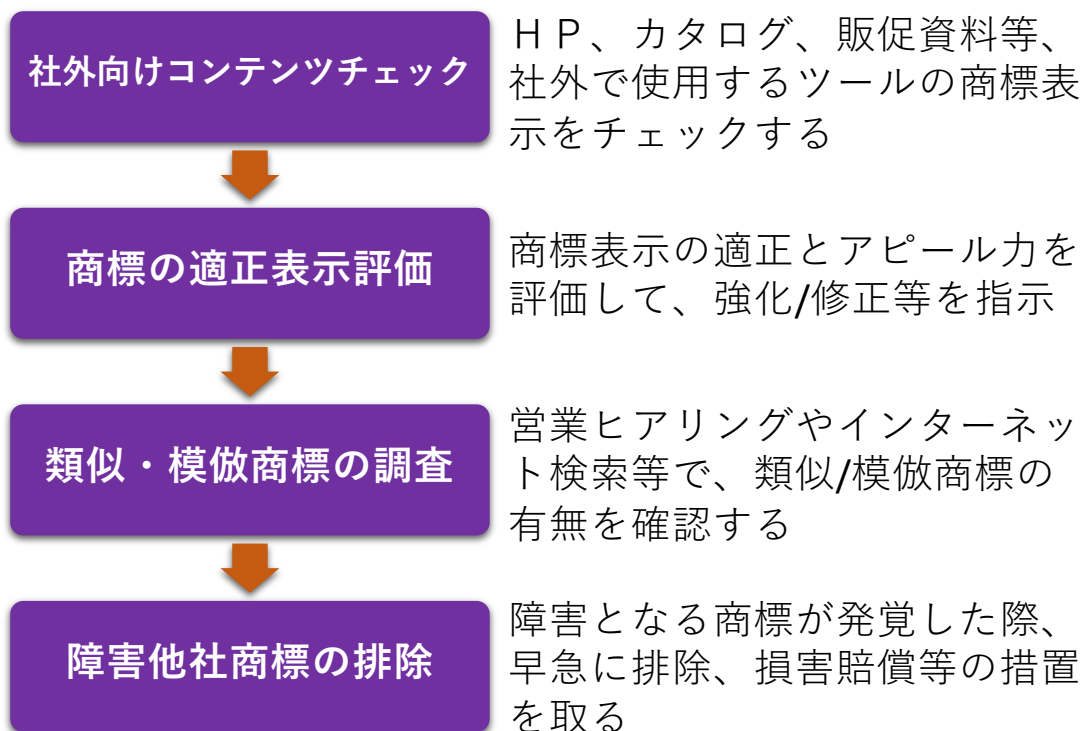 社外向けコンテンツチェック
ＨＰ、カタログ、販促資料等、
社外で使用するツールの商標表
示をチェックする
商標の適正表示評価
商標表示の適正とアピール力を
評価して、強化/修正等を指示
類似・模倣商標の調査
営業ヒアリングやインターネッ
ト検索等で、類似/模倣商標の
有無を確認する
障害他社商標の排除
障害となる商標が発覚した際、
早急に排除、損害賠償等の措置
を取る